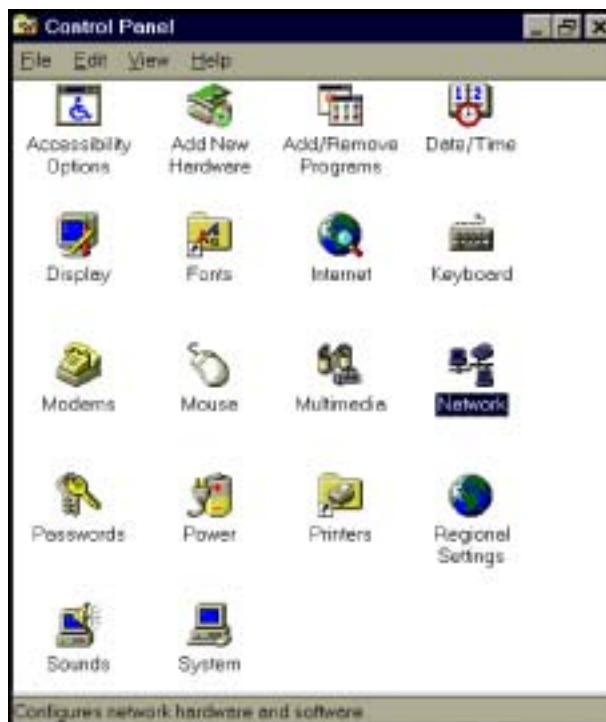 Control Panel
File Edit View Help
Accessibility Options
Add New Hardware
Add/Remove Programs
Date/Time
Display
Fonts
Internet
Keyboard
Modems
Mouse
Multimedia
Network
Passwords
Power
Printers
Regional Settings
Sounds
System
Configures network hardware and software